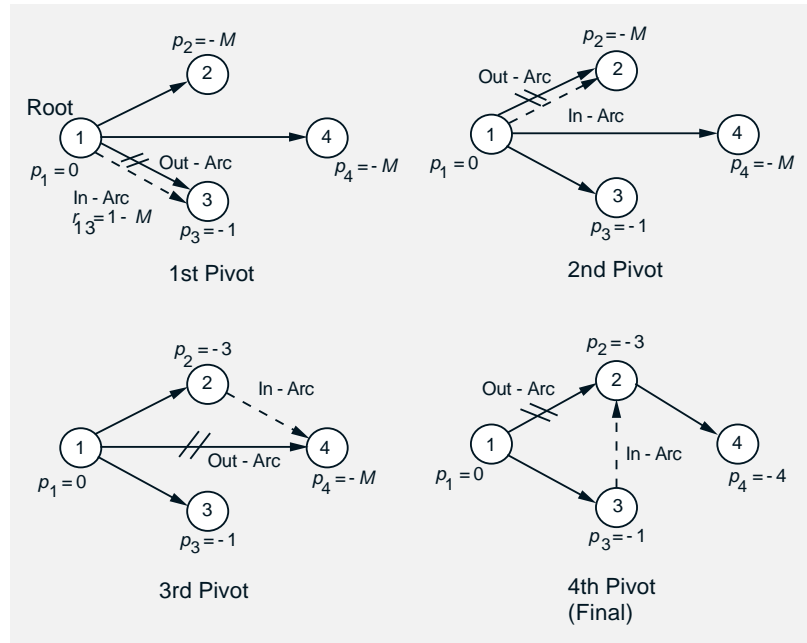 p2 = - M
2
Root
1
4
Out - Arc
p1 = 0
p4 = - M
In - Arc
3
r13 = 1 - M
p3 = - 1
1st Pivot
p2 = - M
Out - Arc
2
In - Arc
1
4
p1 = 0
p4 = - M
3
p3 = - 1
2nd Pivot
p2 = - 3
2
In - Arc
1
4
Out - Arc
p1 = 0
p4 = - M
3
p3 = - 1
3rd Pivot
p2 = - 3
Out - Arc
2
1
4
In - Arc
p1 = 0
p4 = - 4
3
p3 = - 1
4th Pivot
(Final)